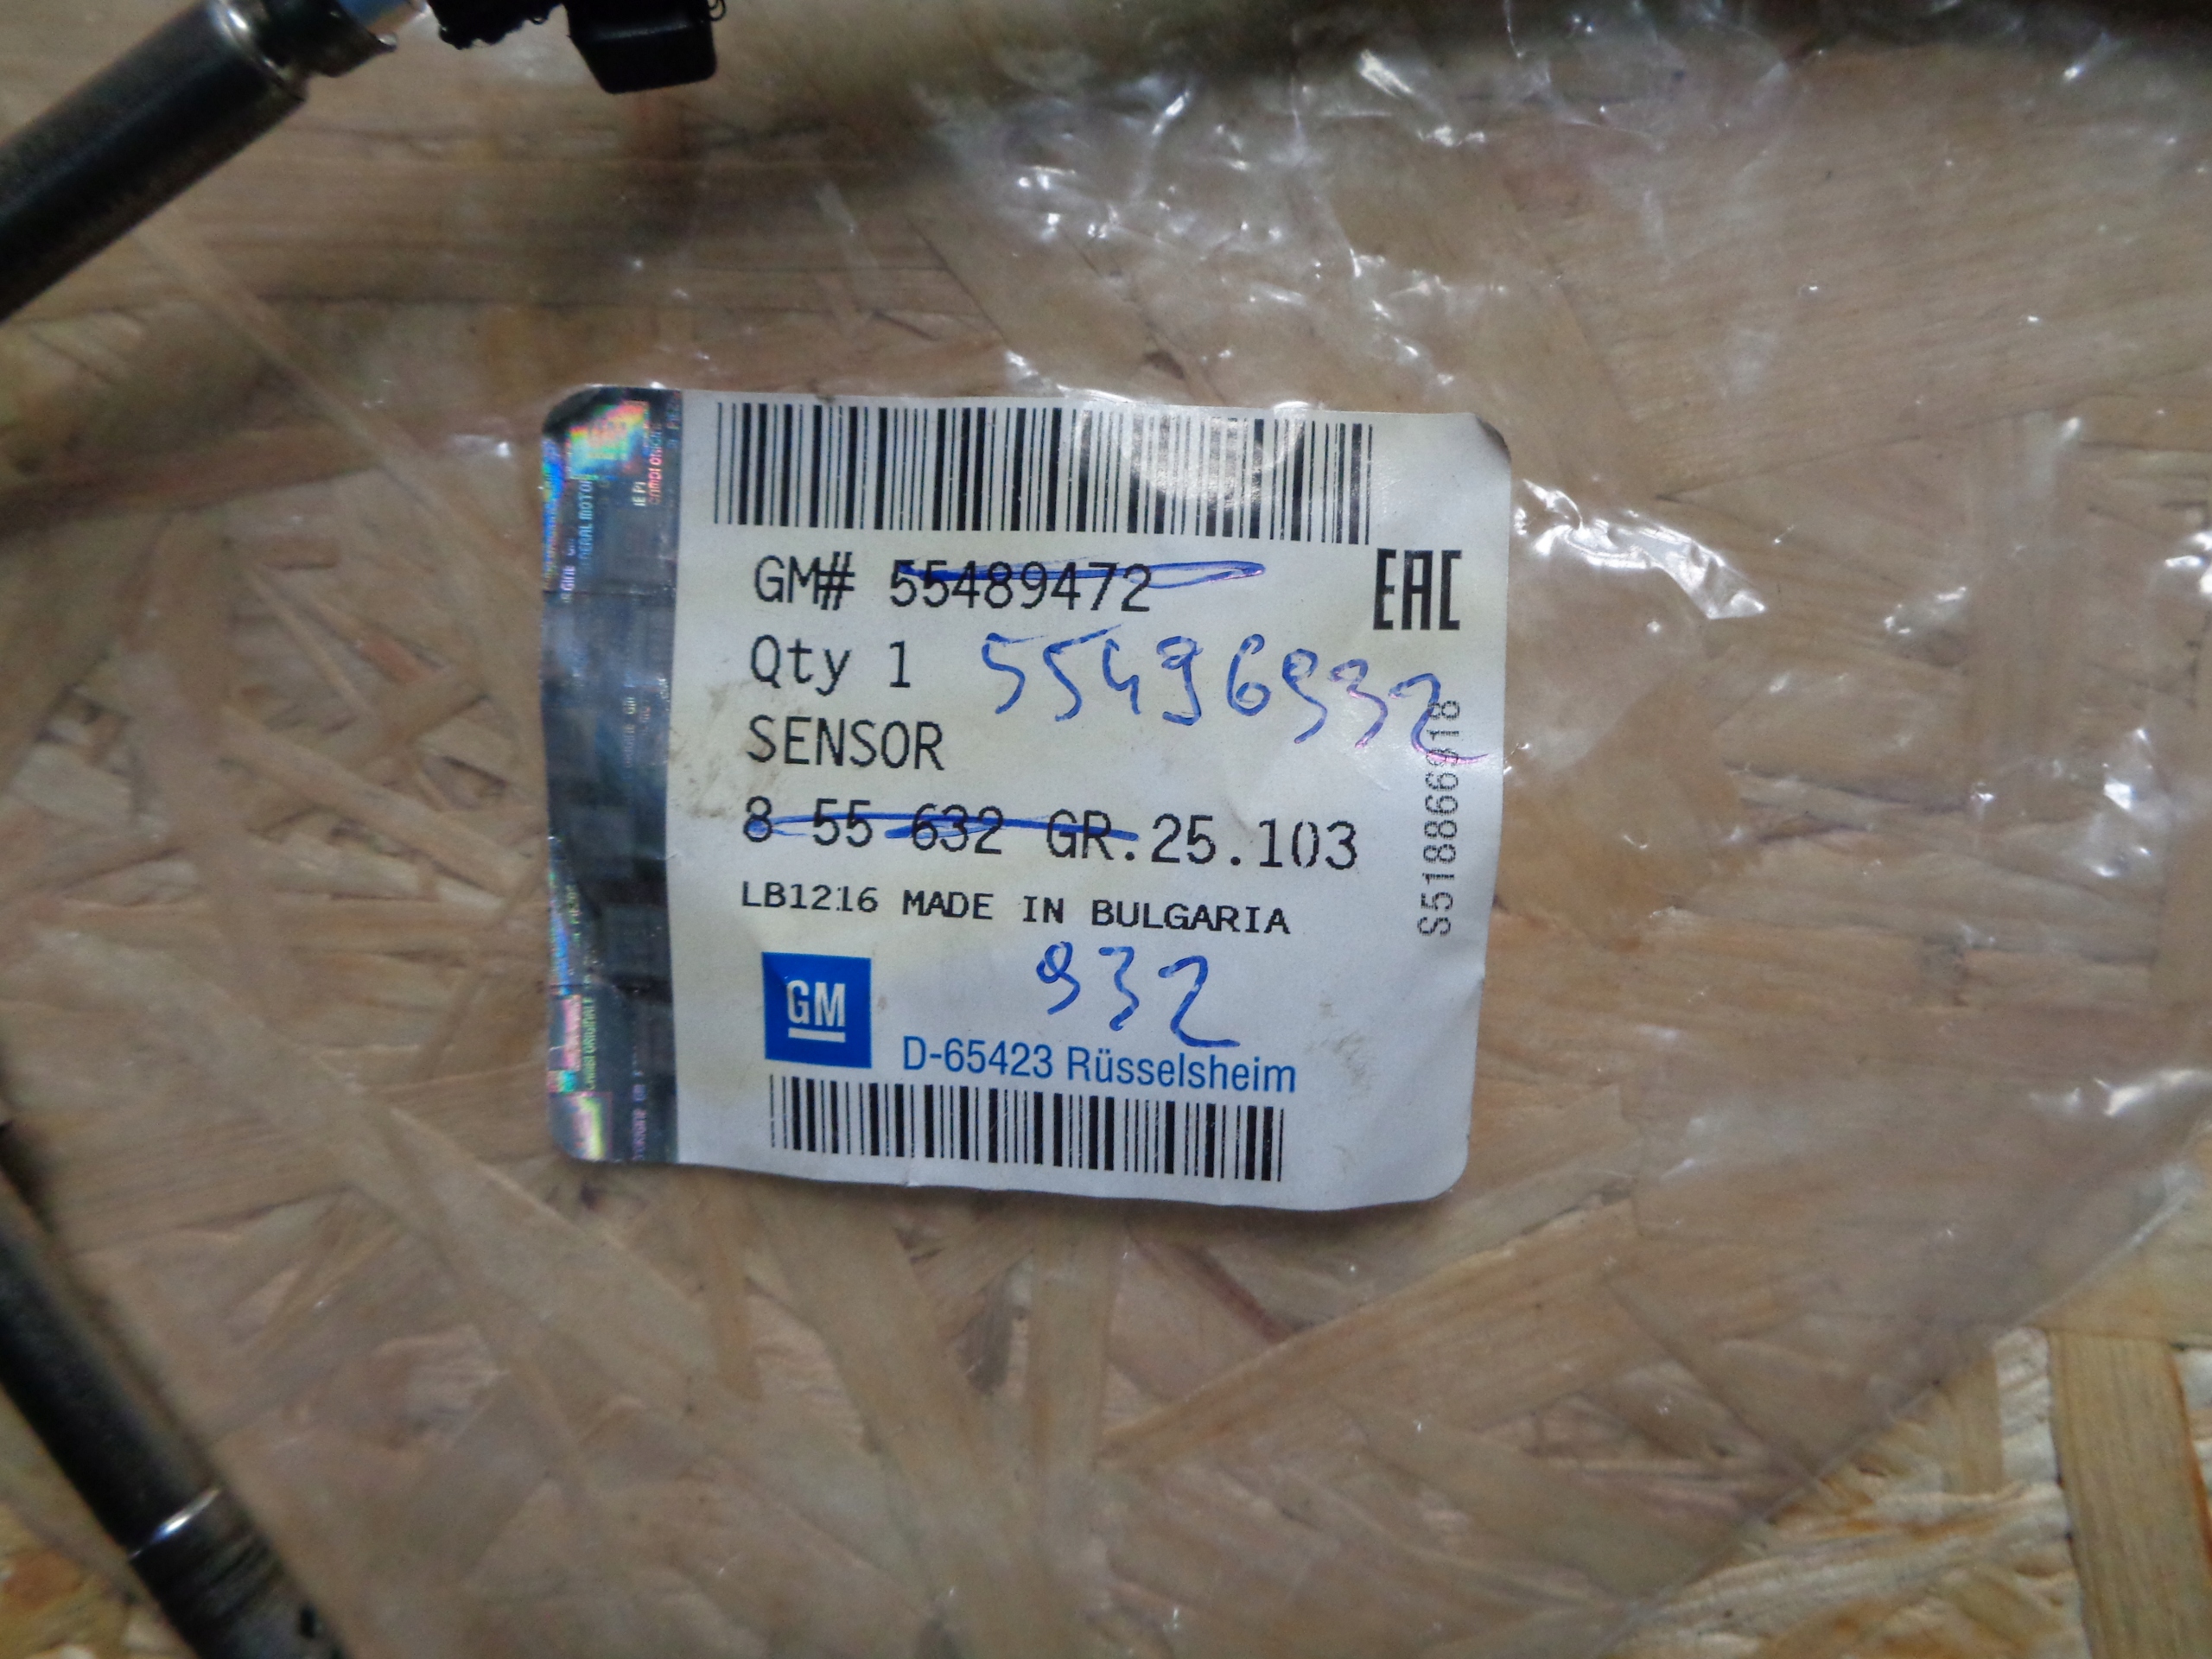 GM# 55489472
EAC
Qty 1
55496932
SENSOR
8 55 632 GR.25.103
LB1216 MADE IN BULGARIA
932
GM
D-65423 Rüsselsheim